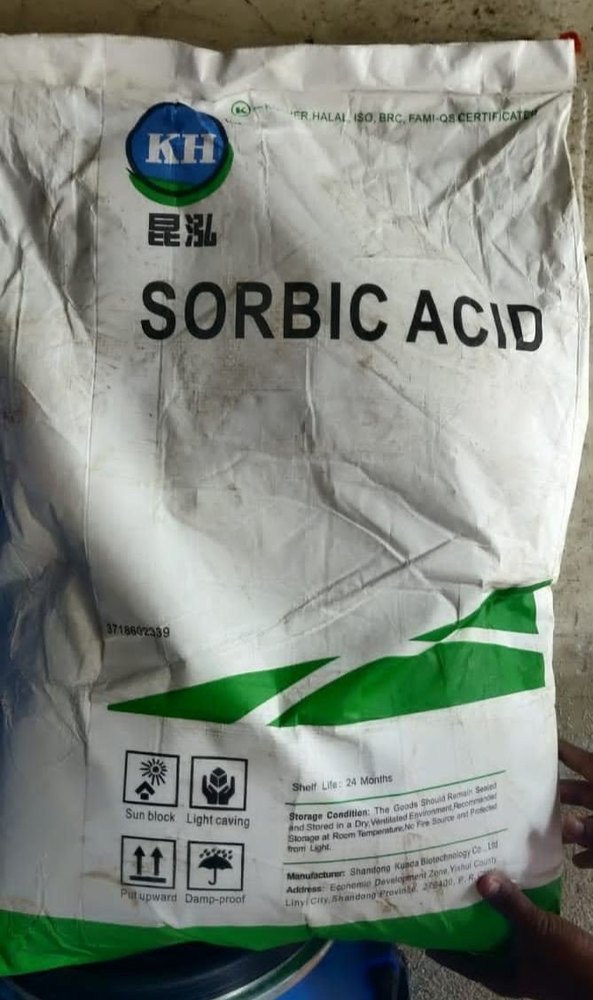 KH
昆泓
HALAL, ISO, BRC, FAMI-QS CERTIFICATED
SORBIC ACID
3718602339
Sun block
Light caving
Put upward
Damp-proof
Shelf Life: 24 Months
Storage Condition: The Goods Should Remain Sealed
and Stored in a Dry, Ventilated Environment, Recommended
Storage at Room Temperature, No Fire Source and Protected
from Light.
Manufacturer: Shandong Kunda Biotechnology Co., Ltd
Address: Economic Development Zone, Yishui County,
Linyi City, Shandong Province, 276400, P. R.